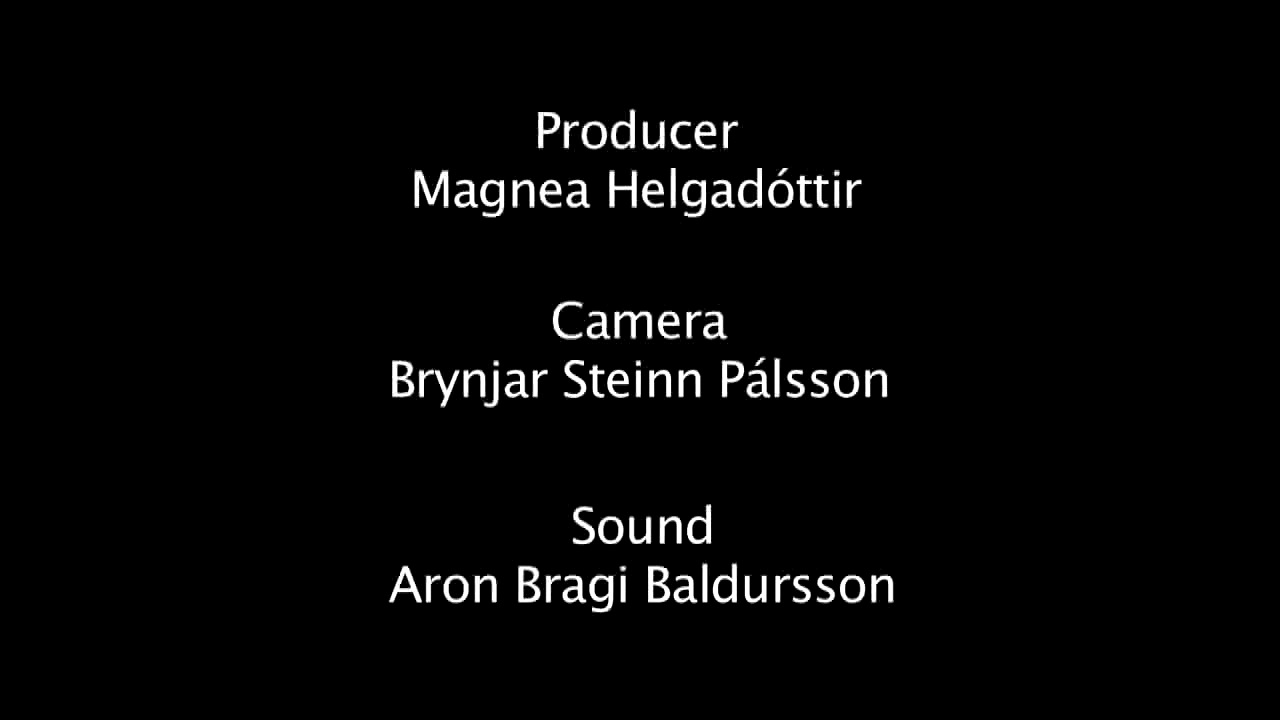 Producer
Magnea Helgadóttir
Camera
Brynjar Steinn Pálsson
Sound
Aron Bragi Baldursson